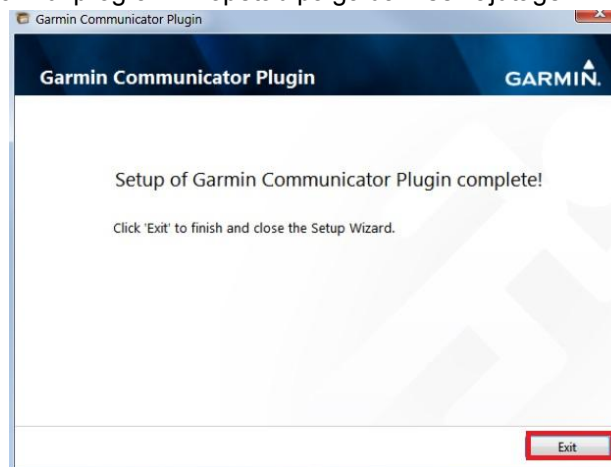 Garmin Communicator Plugin
Garmin Communicator Plugin
GARMIN.
Setup of Garmin Communicator Plugin complete!
Click 'Exit' to finish and close the Setup Wizard.
Exit